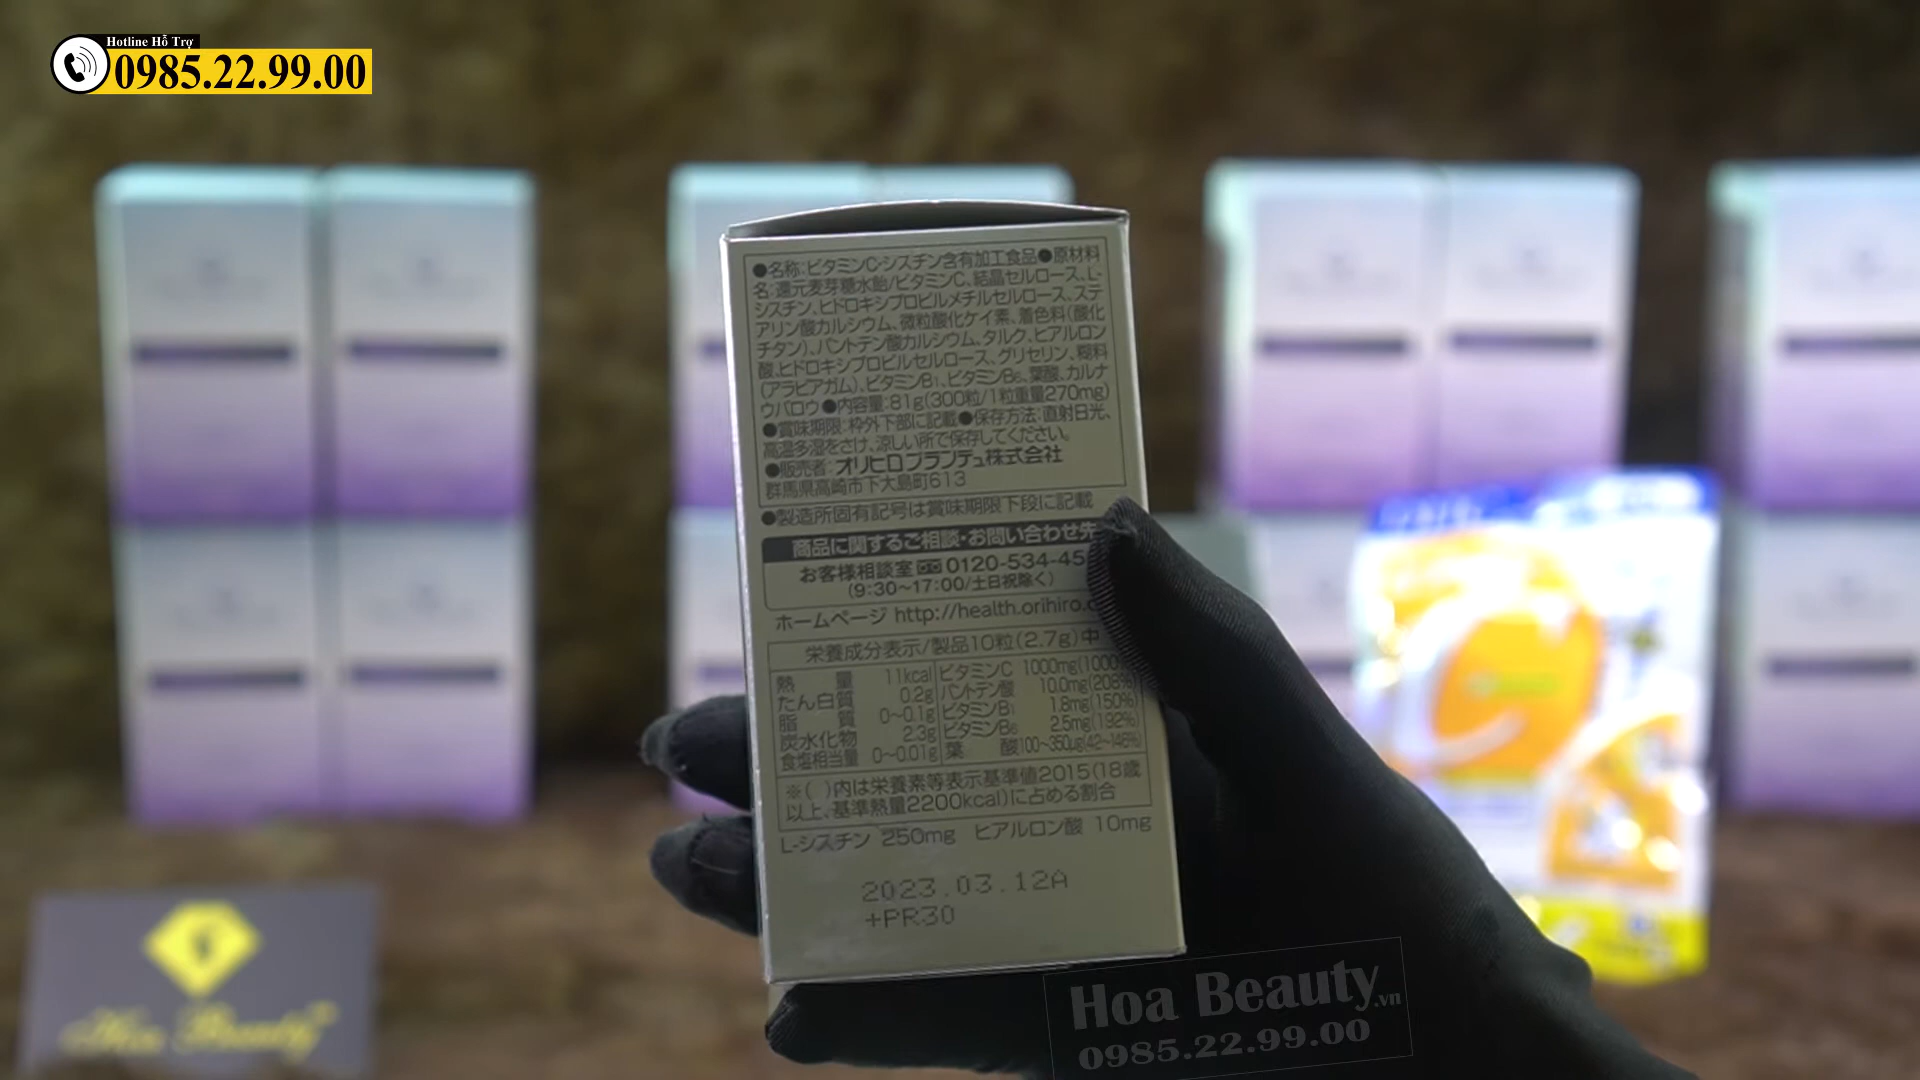 Hotline Hỗ Trợ
0985.22.99.00
●名称:ビタミンC・シスチン含有加工食品●原材料
名:還元麦芽糖水飴/ビタミンC、結晶セルロース、L-
シスチン、ヒドロキシプロピルメチルセルロース、ステ
アリン酸カルシウム、微粒酸化ケイ素、着色料(酸化
チタン)、パントテン酸カルシウム、タルク、ヒアルロン
酸、ヒドロキシプロピルセルロース、グリセリン、糊料
(アラビアガム)、ビタミンB1、ビタミンB6、葉酸、カルナ
ウバロウ●内容量:81g(300粒/1粒重量270mg)
●賞味期限:枠外下部に記載●保存方法:直射日光、
高温多湿をさけ、涼しい所で保存してください。
●販売者:オリヒロプランデュ株式会社
群馬県高崎市下大島町613
●製造所固有記号は賞味期限下段に記載
商品に関するご相談・お問い合わせ先
お客様相談室 0120-534-45
(9:30~17:00/土日祝除く)
ホームページ http://health.orihiro.c
栄養成分表示/製品10粒(2.7g)中
熱量 11kcal ビタミンC 1000mg(1000%
たん白質 0.2g パントテン酸 10.0mg(208%)
脂質 0~0.1g ビタミンB1 1.8mg(150%)
炭水化物 2.3g ビタミンB6 2.5mg(192%)
食塩相当量 0~0.01g 葉酸 100~350μg(42~146%)
※( )内は栄養素等表示基準値2015(18歳
以上、基準熱量2200kcal)に占める割合
L-シスチン 250mg ヒアルロン酸 10mg
2023.03.12A
+PR30
Hoa Beauty
Hoa Beauty.vn
0985.22.99.00